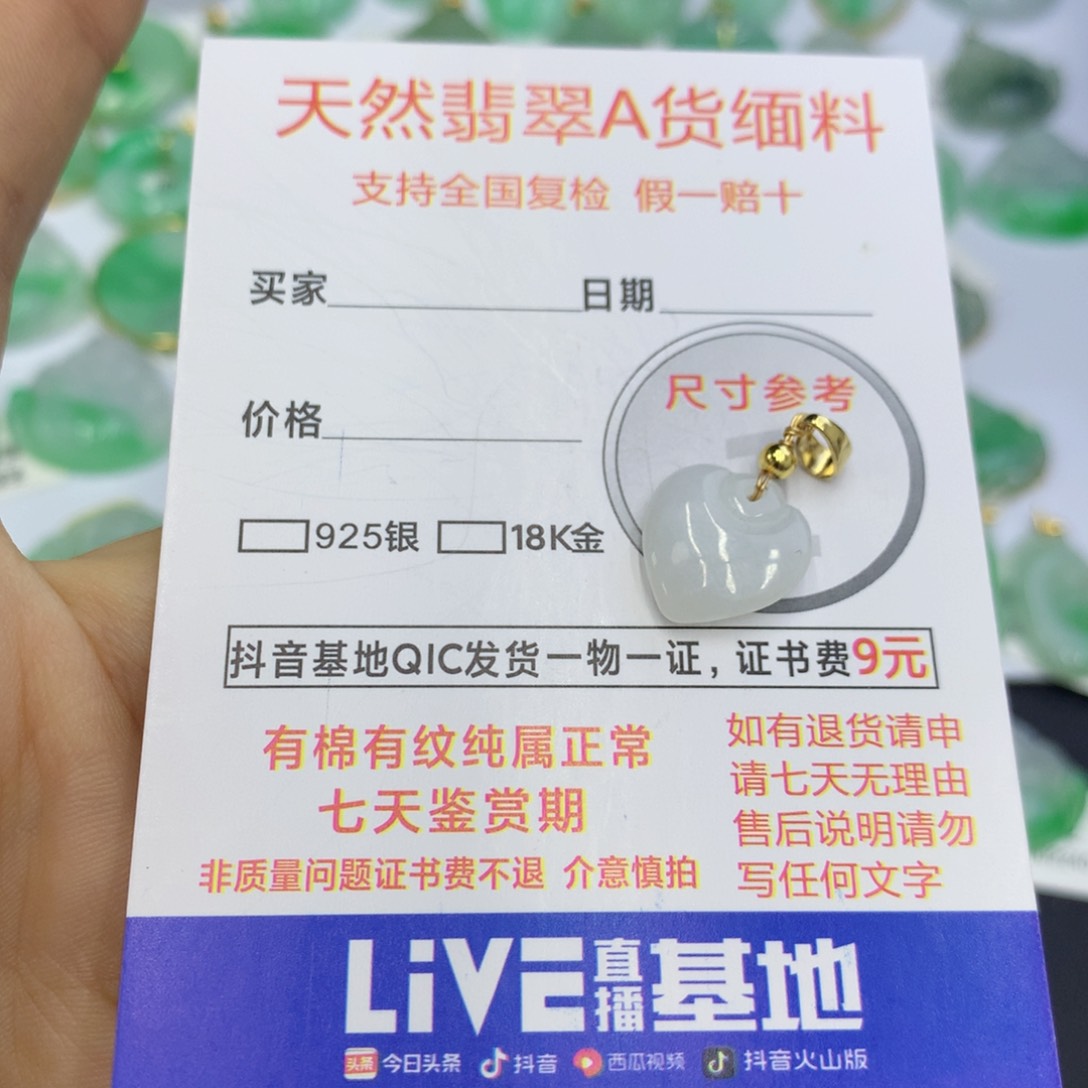 天然翡翠A货缅料
支持全国复检 假一赔十
买家 日期
尺寸参考
价格
925银 18K金
抖音基地QIC发货一物一证，证书费9元
有棉有纹纯属正常
七天鉴赏期
非质量问题证书费不退 介意慎拍
如有退货请申
请七天无理由
售后说明请勿
写任何文字
LiVE直播基地
头条 今日头条 抖音 西瓜视频 抖音火山版